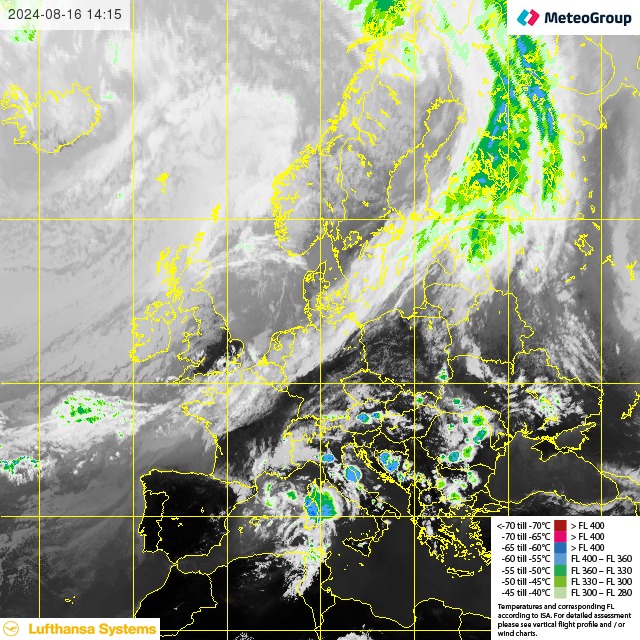 2024-08-16 14:15
MeteoGroup
<-70 till -70°C > FL 400
-70 till -65°C > FL 400
-65 till -60°C > FL 400
-60 till -55°C FL 400 – FL 360
-55 till -50°C FL 360 – FL 330
-50 till -45°C FL 330 – FL 300
-45 till -40°C FL 300 – FL 280
Temperatures and corresponding FL
according to ISA. For detailed assessment
please see vertical flight profile and / or
wind charts.
Lufthansa Systems